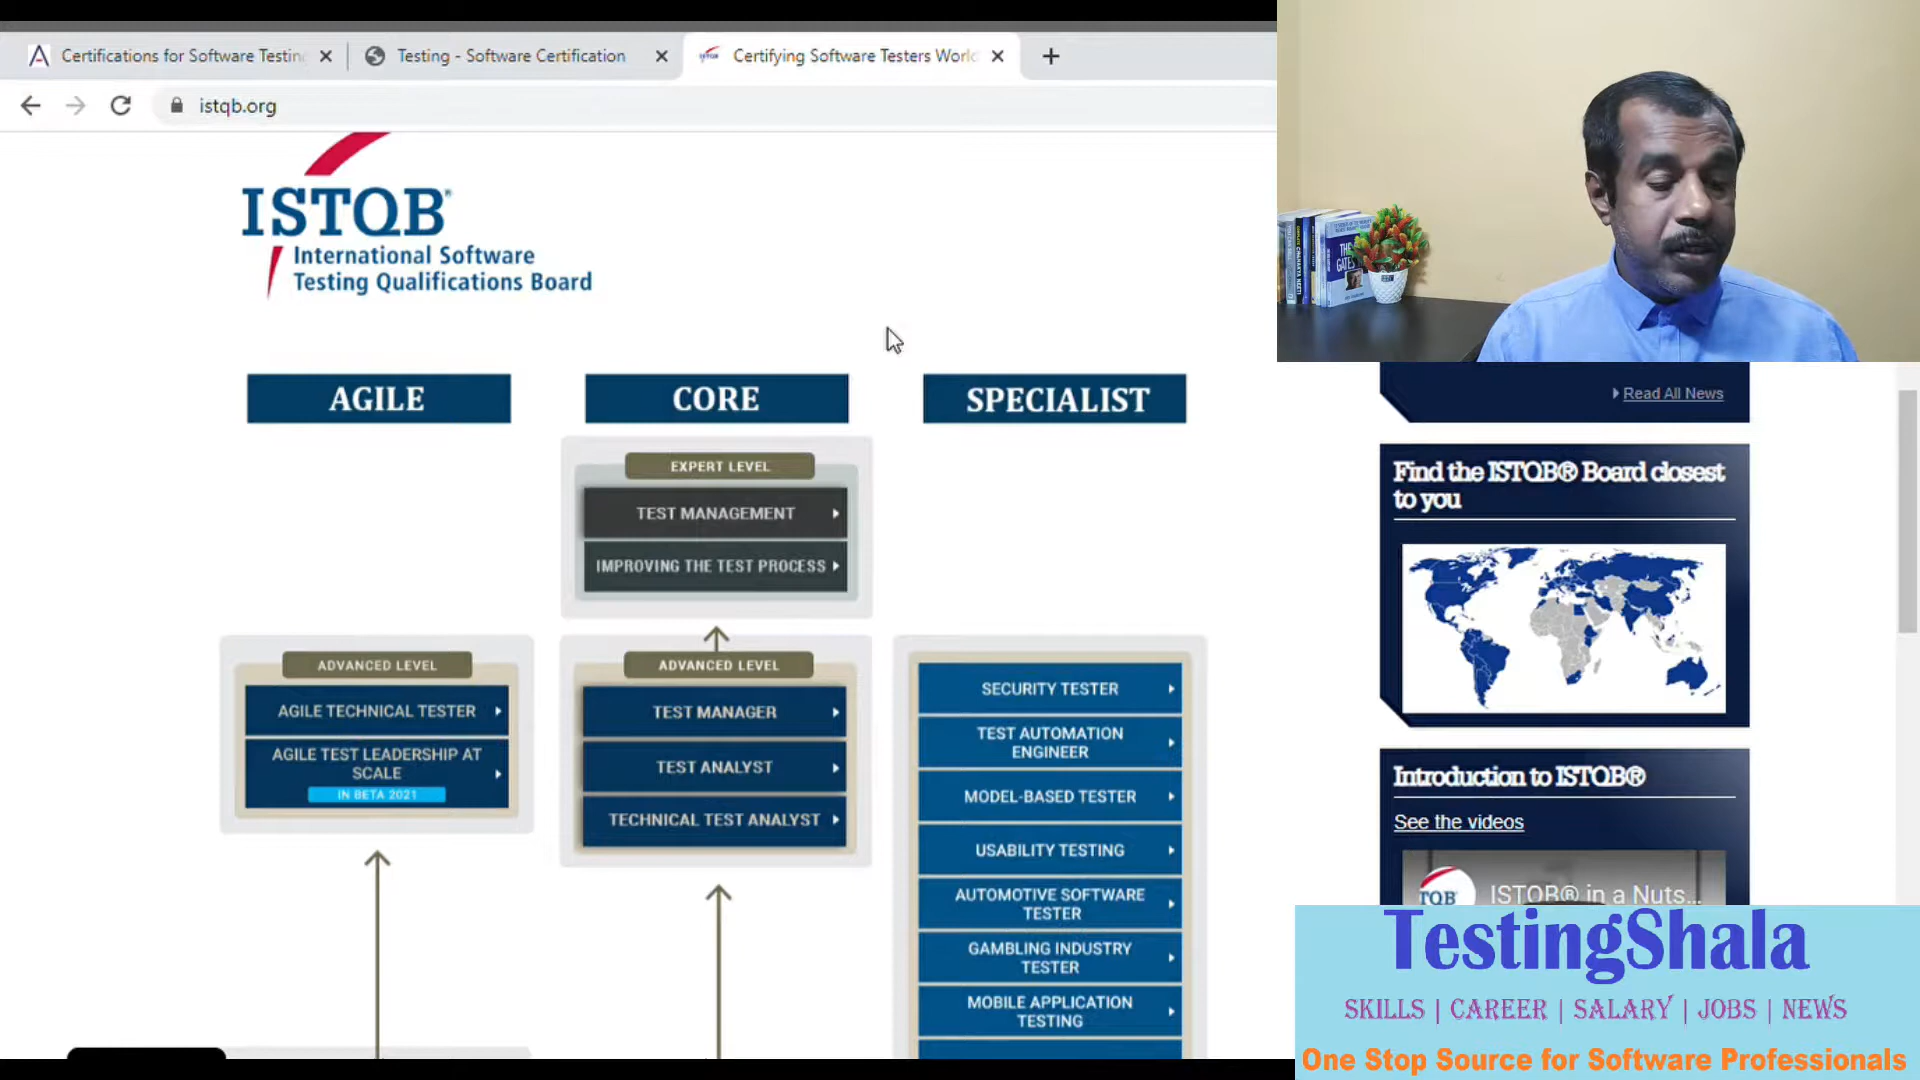 Certifications for Software Testin
Testing - Software Certification
Certifying Software Testers Worl
istqb.org
ISTQB®
International Software
Testing Qualifications Board
AGILE
CORE
SPECIALIST
EXPERT LEVEL
TEST MANAGEMENT
IMPROVING THE TEST PROCESS
ADVANCED LEVEL
AGILE TECHNICAL TESTER
AGILE TEST LEADERSHIP AT
SCALE
IN BETA 2021
ADVANCED LEVEL
TEST MANAGER
TEST ANALYST
TECHNICAL TEST ANALYST
SECURITY TESTER
TEST AUTOMATION
ENGINEER
MODEL-BASED TESTER
USABILITY TESTING
AUTOMOTIVE SOFTWARE
TESTER
GAMBLING INDUSTRY
TESTER
MOBILE APPLICATION
TESTING
THE
GATES
Read All News
Find the ISTQB® Board closest
to you
Introduction to ISTQB®
See the videos
ISTQB® in a Nuts...
TestingShala
SKILLS | CAREER | SALARY | JOBS | NEWS
One Stop Source for Software Professionals